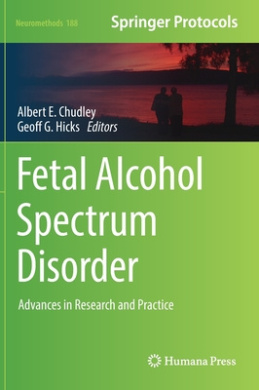 Neuromethods 188
Springer Protocols
Albert E. Chudley
Geoff G. Hicks Editors
Fetal Alcohol
Spectrum
Disorder
Advances in Research and Practice
Humana Press